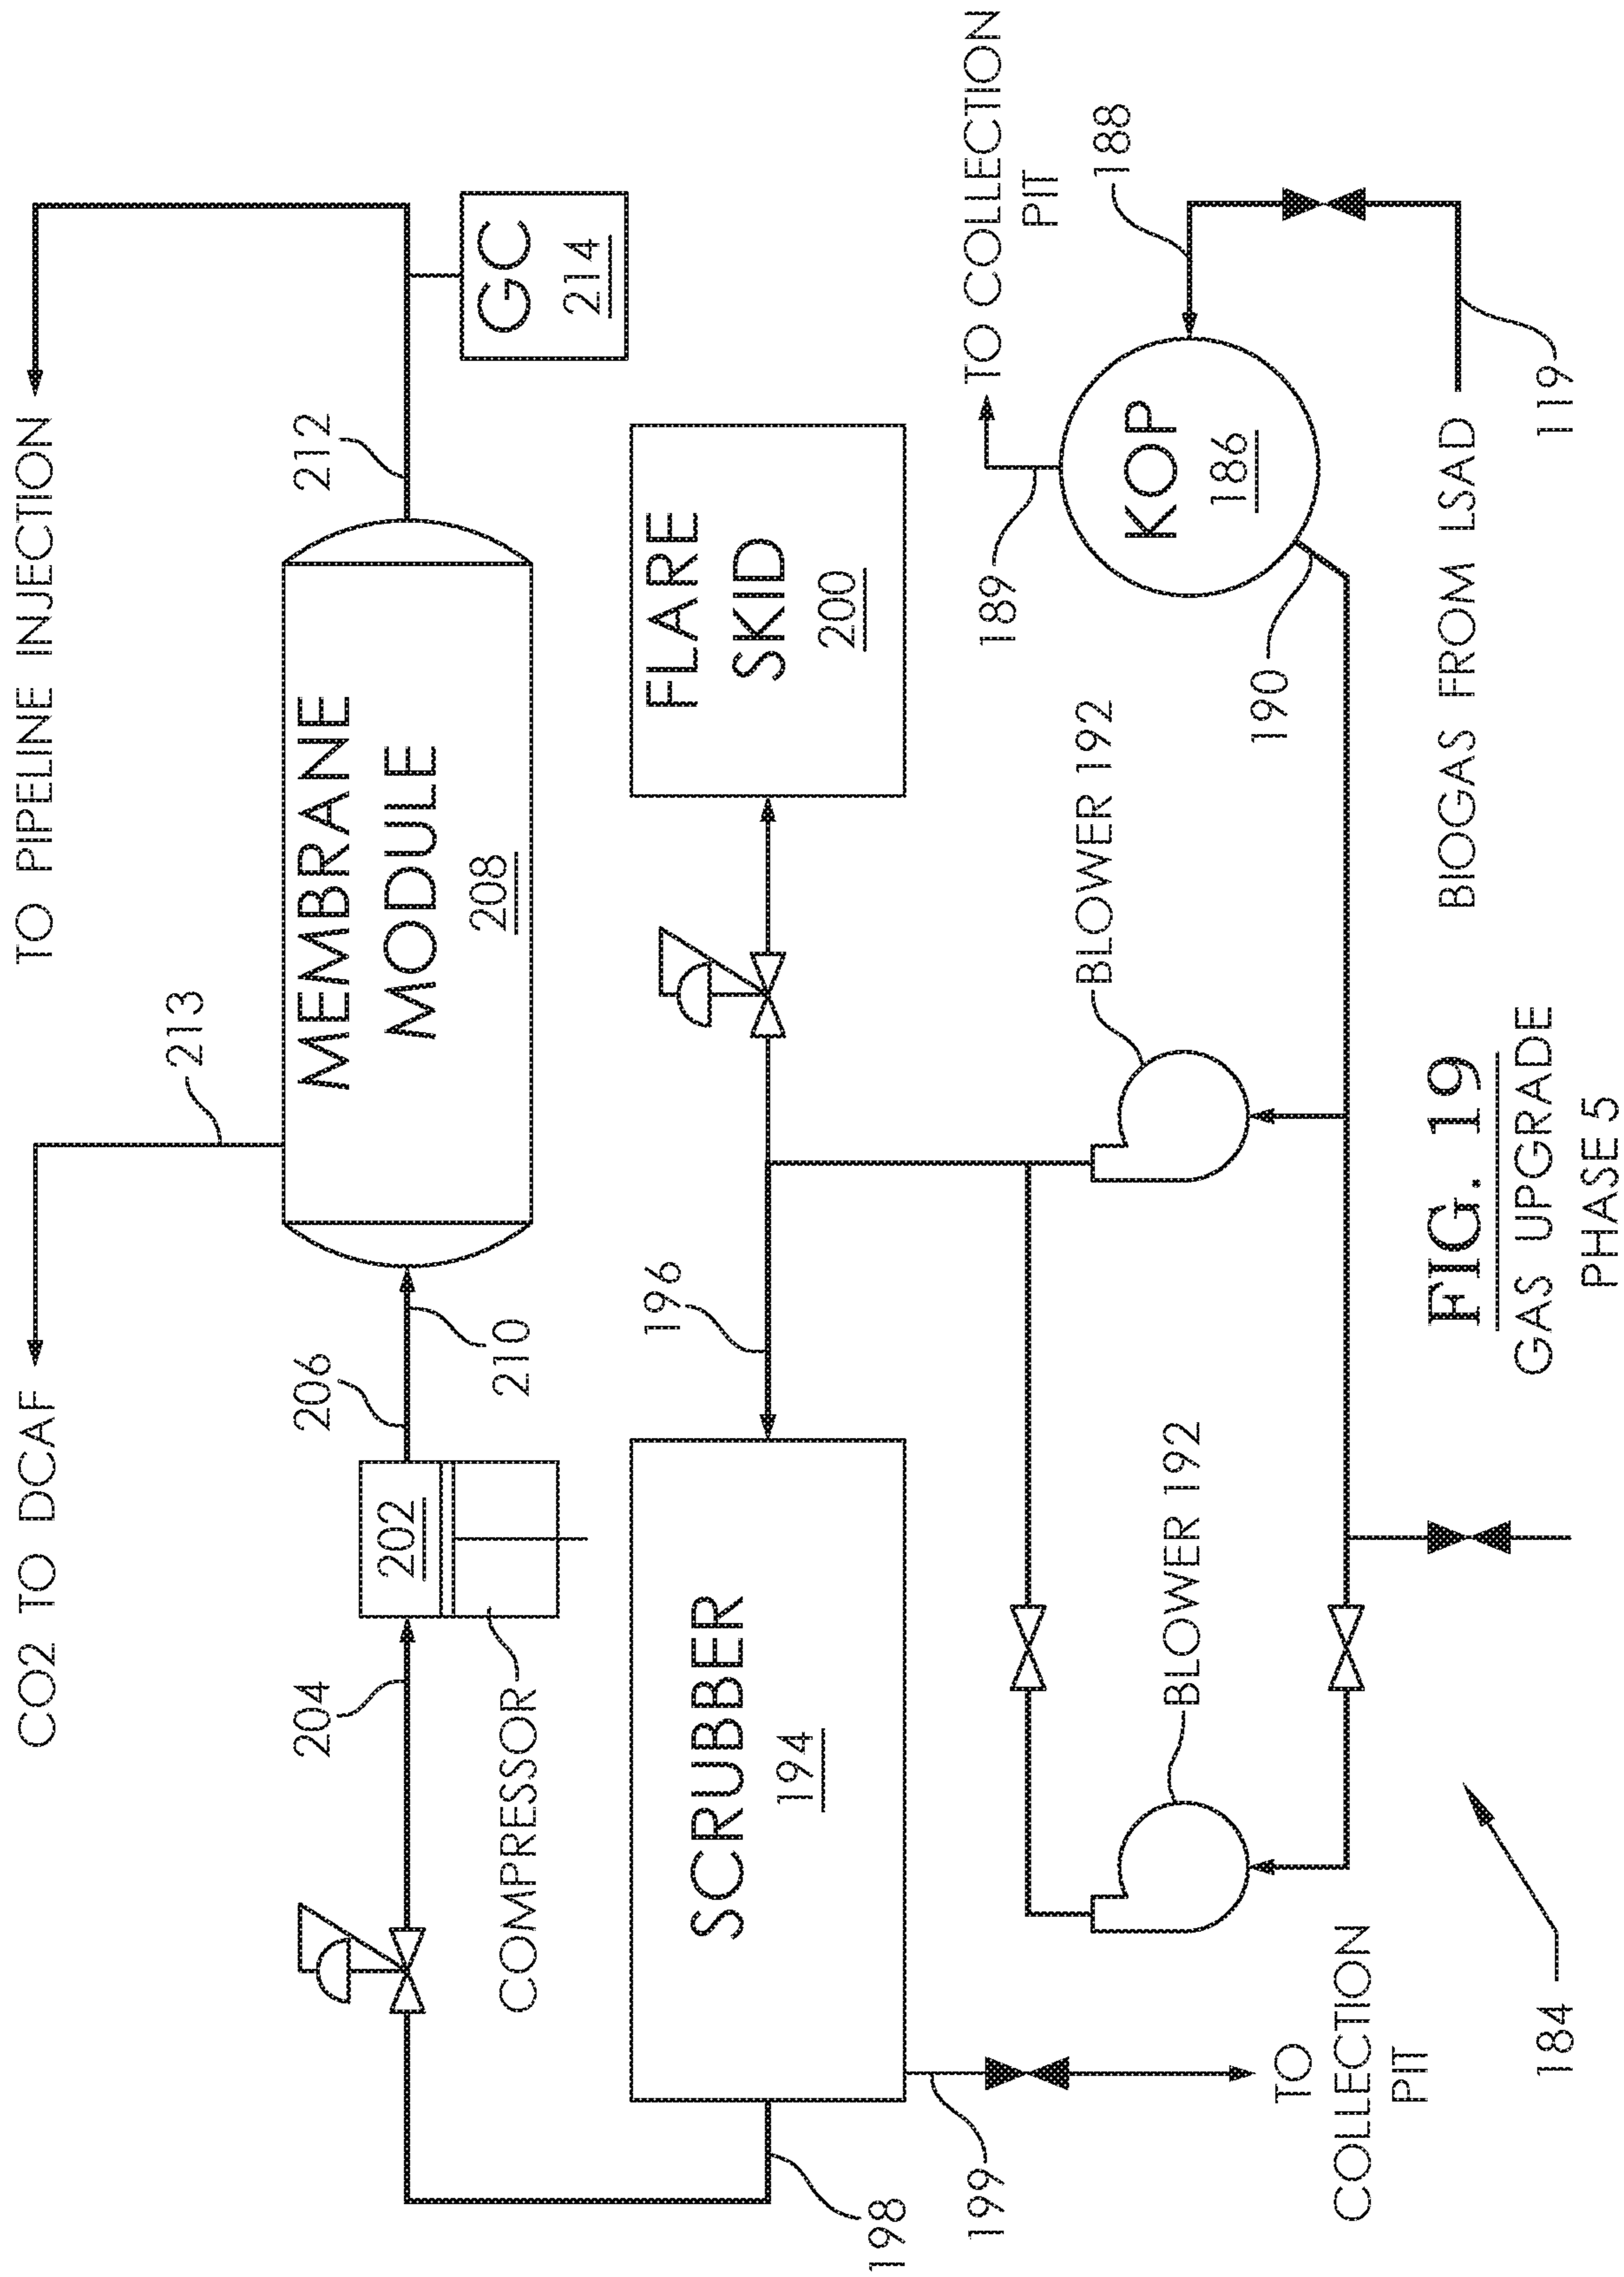 CO2 TO DCAF
TO PIPELINE INJECTION
213
204
206
210
212
202
COMPRESSOR
MEMBRANE
MODULE
208
GC
214
196
SCRUBBER
194
198
199
FLARE
SKID
200
TO COLLECTION
PIT
189
188
KOP
186
190
119
BLOWER 192
BLOWER 192
TO
COLLECTION
PIT
BIOGAS FROM LSAD
184
FIG. 19
GAS UPGRADE
PHASE 5